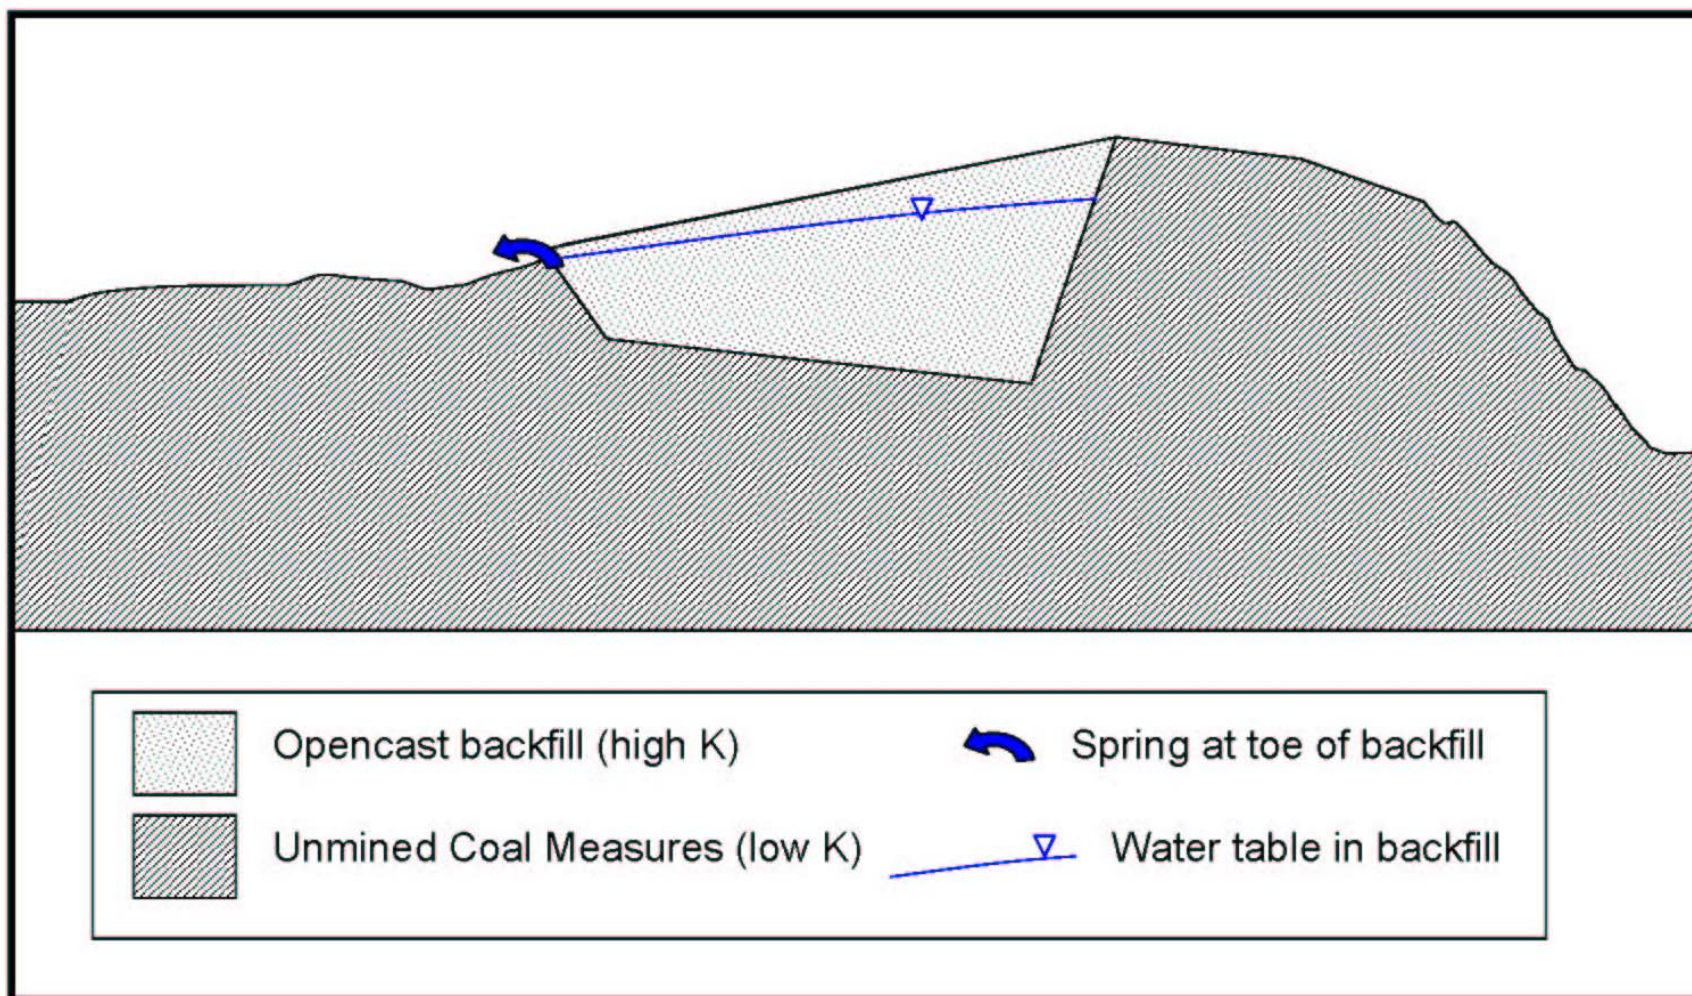 Opencast backfill (high K)
Spring at toe of backfill
Unmined Coal Measures (low K)
Water table in backfill